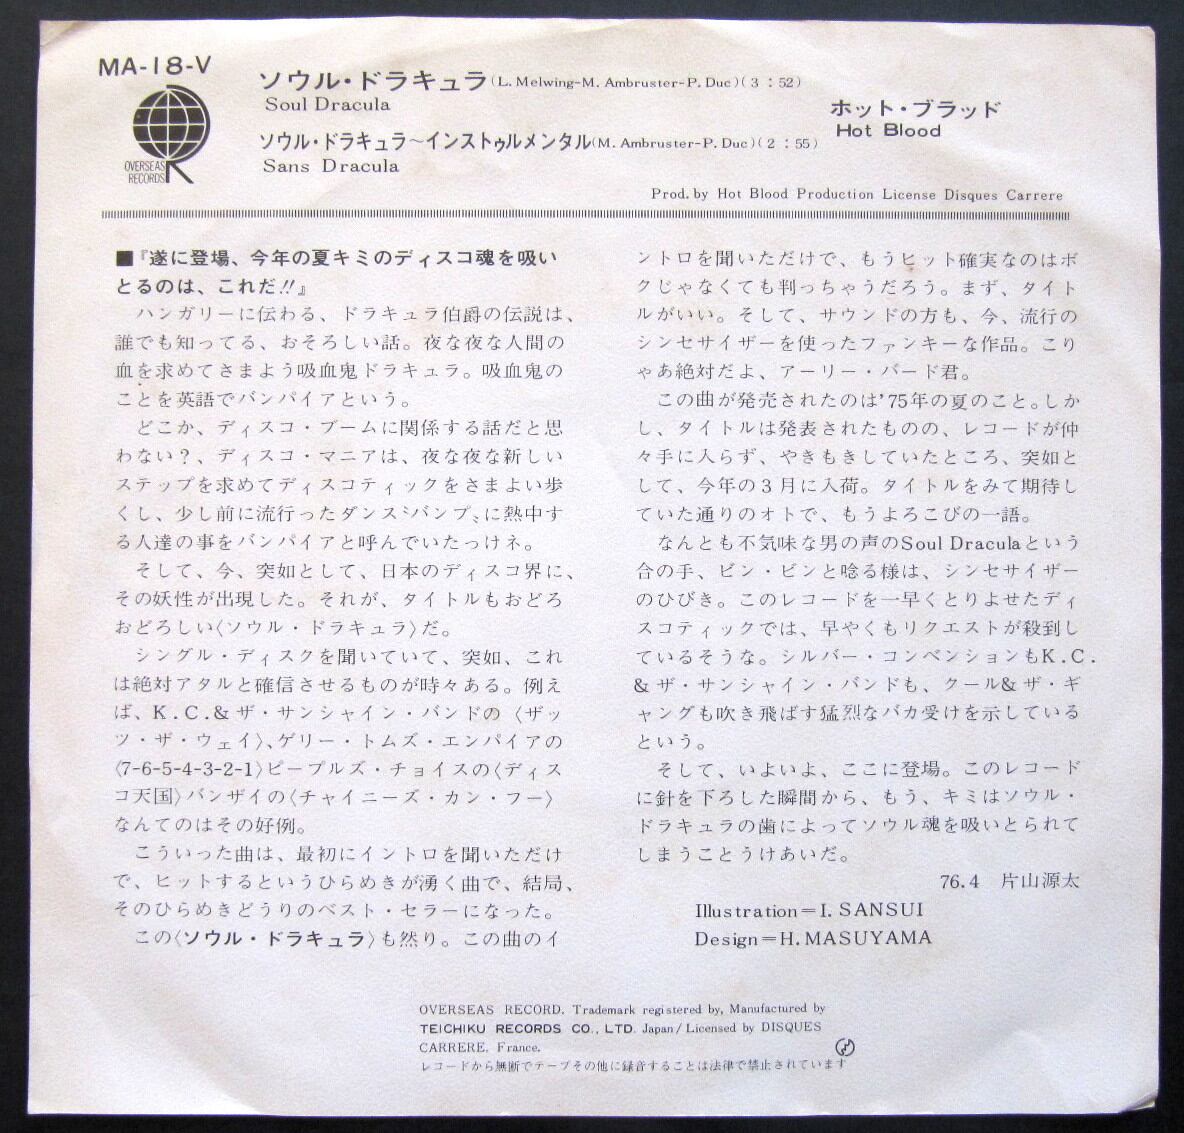 MA-18-V
OVERSEAS
RECORDS
ソウル・ドラキュラ(L. Melwing-M. Ambruster-P. Duc)(3：52)
Soul Dracula
ソウル・ドラキュラ〜インストゥルメンタル(M. Ambruster-P. Duc)(2：55)
Sans Dracula
ホット・ブラッド
Hot Blood
Prod. by Hot Blood Production License Disques Carrere
■『遂に登場、今年の夏キミのディスコ魂を吸い
とるのは、これだ!!』
ハンガリーに伝わる、ドラキュラ伯爵の伝説は、
誰でも知ってる、おそろしい話。夜な夜な人間の
血を求めてさまよう吸血鬼ドラキュラ。吸血鬼の
ことを英語でバンパイアという。
どこか、ディスコ・ブームに関係する話だと思
わない？、ディスコ・マニアは、夜な夜な新しい
ステップを求めてディスコティックをさまよい歩
くし、少し前に流行ったダンス〝バンプ〟に熱中す
る人達の事をバンパイアと呼んでいたっけネ。
そして、今、突如として、日本のディスコ界に、
その妖性が出現した。それが、タイトルもおどろ
おどろしい〈ソウル・ドラキュラ〉だ。
シングル・ディスクを聞いていて、突如、これ
は絶対アタルと確信させるものが時々ある。例え
ば、K.C.&ザ・サンシャイン・バンドの〈ザッ
ツ・ザ・ウェイ〉、ゲリー・トムズ・エンパイアの
〈7-6-5-4-3-2-1〉ピープルズ・チョイスの〈ディス
コ天国〉バンザイの〈チャイニーズ・カン・フー〉
なんてのはその好例。
こういった曲は、最初にイントロを聞いただけ
で、ヒットするというひらめきが湧く曲で、結局、
そのひらめきどうりのベスト・セラーになった。
この〈ソウル・ドラキュラ〉も然り。この曲のイ
ントロを聞いただけで、もうヒット確実なのはボ
クじゃなくても判っちゃうだろう。まず、タイト
ルがいい。そして、サウンドの方も、今、流行の
シンセサイザーを使ったファンキーな作品。こり
ゃあ絶対だよ、アーリー・バード君。
この曲が発売されたのは'75年の夏のこと。しか
し、タイトルは発表されたものの、レコードが仲
々手に入らず、やきもきしていたところ、突如と
して、今年の3月に入荷。タイトルをみて期待し
ていた通りのオトで、もうよろこびの一語。
なんとも不気味な男の声のSoul Draculaという
合の手、ビン・ビンと唸る様は、シンセサイザー
のひびき。このレコードを一早くとりよせたディ
スコティックでは、早やくもリクエストが殺到し
ているそうな。シルバー・コンベンションもK.C.
&ザ・サンシャイン・バンドも、クール&ザ・ギ
ャングも吹き飛ばす猛烈なバカ受けを示している
という。
そして、いよいよ、ここに登場。このレコード
に針を下ろした瞬間から、もう、キミはソウル・
ドラキュラの歯によってソウル魂を吸いとられて
しまうことうけあいだ。
76.4　片山源太
Illustration=I. SANSUI
Design=H. MASUYAMA
OVERSEAS RECORD. Trademark registered by, Manufactured by
TEICHIKU RECORDS CO., LTD. Japan/Licensed by DISQUES
CARRERE, France.
レコードから無断でテープその他に録音することは法律で禁止されています